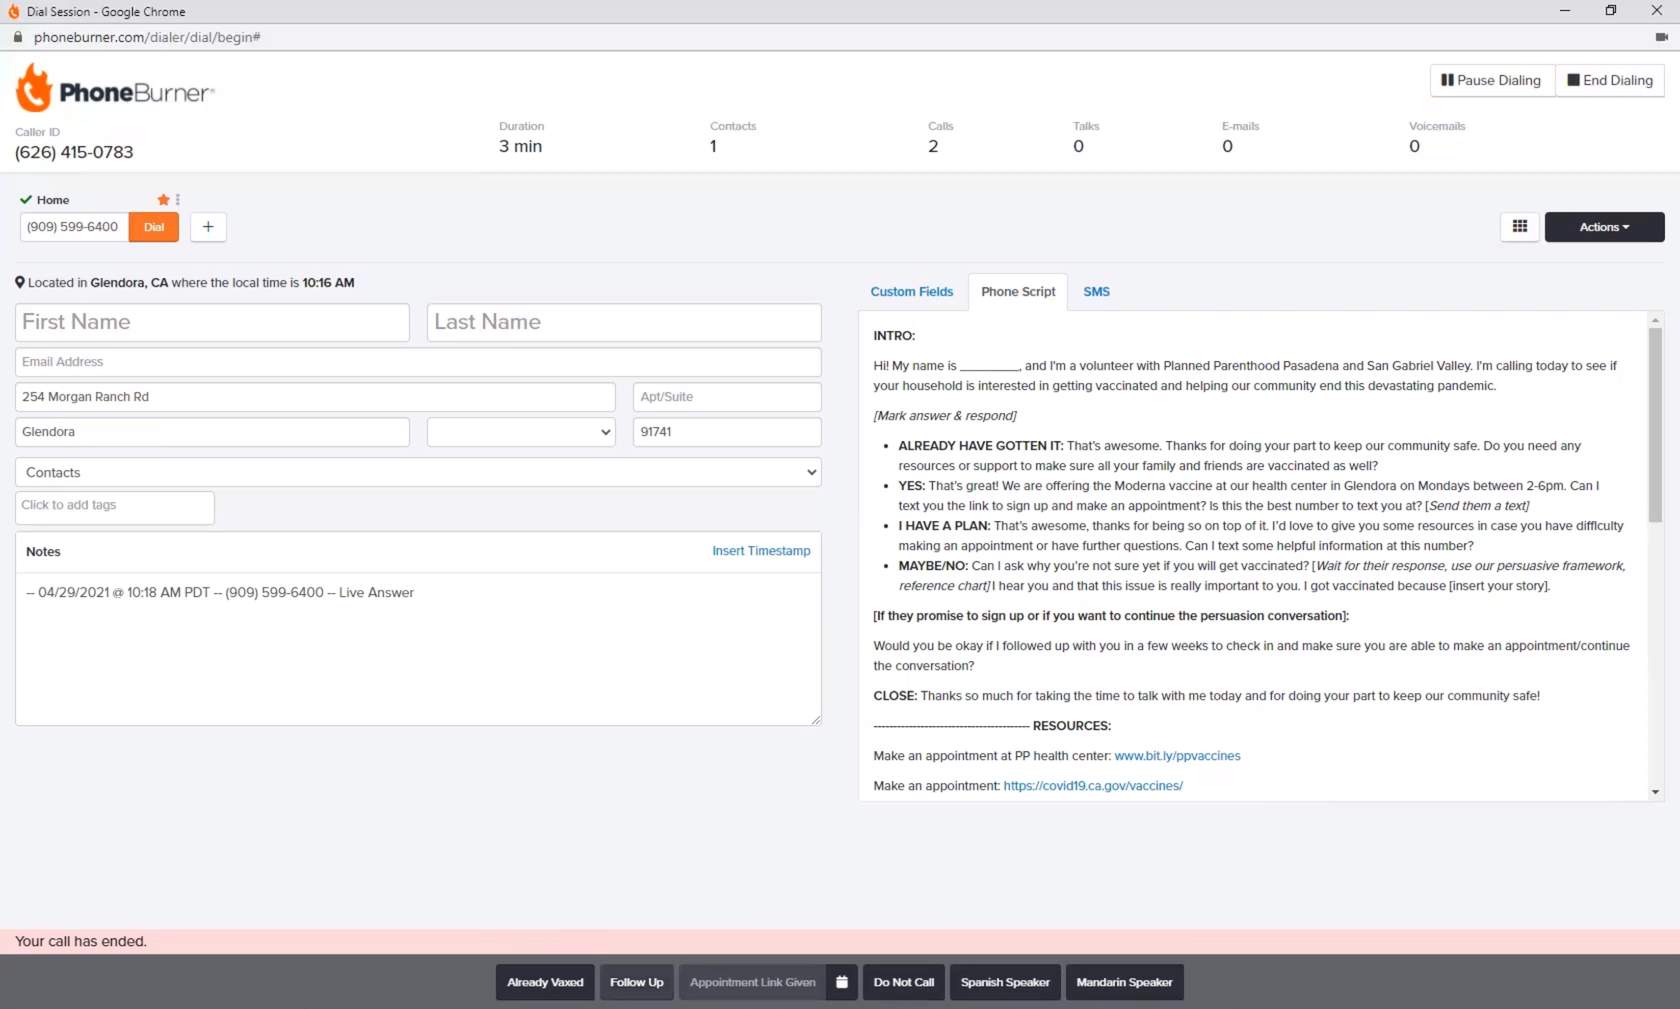 Dial Session - Google Chrome
phoneburner.com/dialer/dial/begin#
PhoneBurner
Pause Dialing
End Dialing
Caller ID
(626) 415-0783
Duration
3 min
Contacts
1
Calls
2
Talks
0
E-mails
0
Voicemails
0
Home
(909) 599-6400
Dial
+
Actions
Located in Glendora, CA where the local time is 10:16 AM
First Name
Last Name
Email Address
254 Morgan Ranch Rd
Apt/Suite
Glendora
91741
Contacts
Click to add tags
Notes
Insert Timestamp
-- 04/29/2021 @ 10:18 AM PDT -- (909) 599-6400 -- Live Answer
Custom Fields
Phone Script
SMS
INTRO:
Hi! My name is _________, and I'm a volunteer with Planned Parenthood Pasadena and San Gabriel Valley. I'm calling today to see if
your household is interested in getting vaccinated and helping our community end this devastating pandemic.
[Mark answer & respond]
• ALREADY HAVE GOTTEN IT: That's awesome. Thanks for doing your part to keep our community safe. Do you need any
resources or support to make sure all your family and friends are vaccinated as well?
• YES: That's great! We are offering the Moderna vaccine at our health center in Glendora on Mondays between 2-6pm. Can I
text you the link to sign up and make an appointment? Is this the best number to text you at? [Send them a text]
• I HAVE A PLAN: That's awesome, thanks for being so on top of it. I'd love to give you some resources in case you have difficulty
making an appointment or have further questions. Can I text some helpful information at this number?
• MAYBE/NO: Can I ask why you're not sure yet if you will get vaccinated? [Wait for their response, use our persuasive framework,
reference chart] I hear you and that this issue is really important to you. I got vaccinated because [insert your story].
[If they promise to sign up or if you want to continue the persuasion conversation]:
Would you be okay if I followed up with you in a few weeks to check in and make sure you are able to make an appointment/continue
the conversation?
CLOSE: Thanks so much for taking the time to talk with me today and for doing your part to keep our community safe!
--------------------------------------- RESOURCES:
Make an appointment at PP health center: www.bit.ly/ppvaccines
Make an appointment: https://covid19.ca.gov/vaccines/
Your call has ended.
Already Vaxed
Follow Up
Appointment Link Given
Do Not Call
Spanish Speaker
Mandarin Speaker